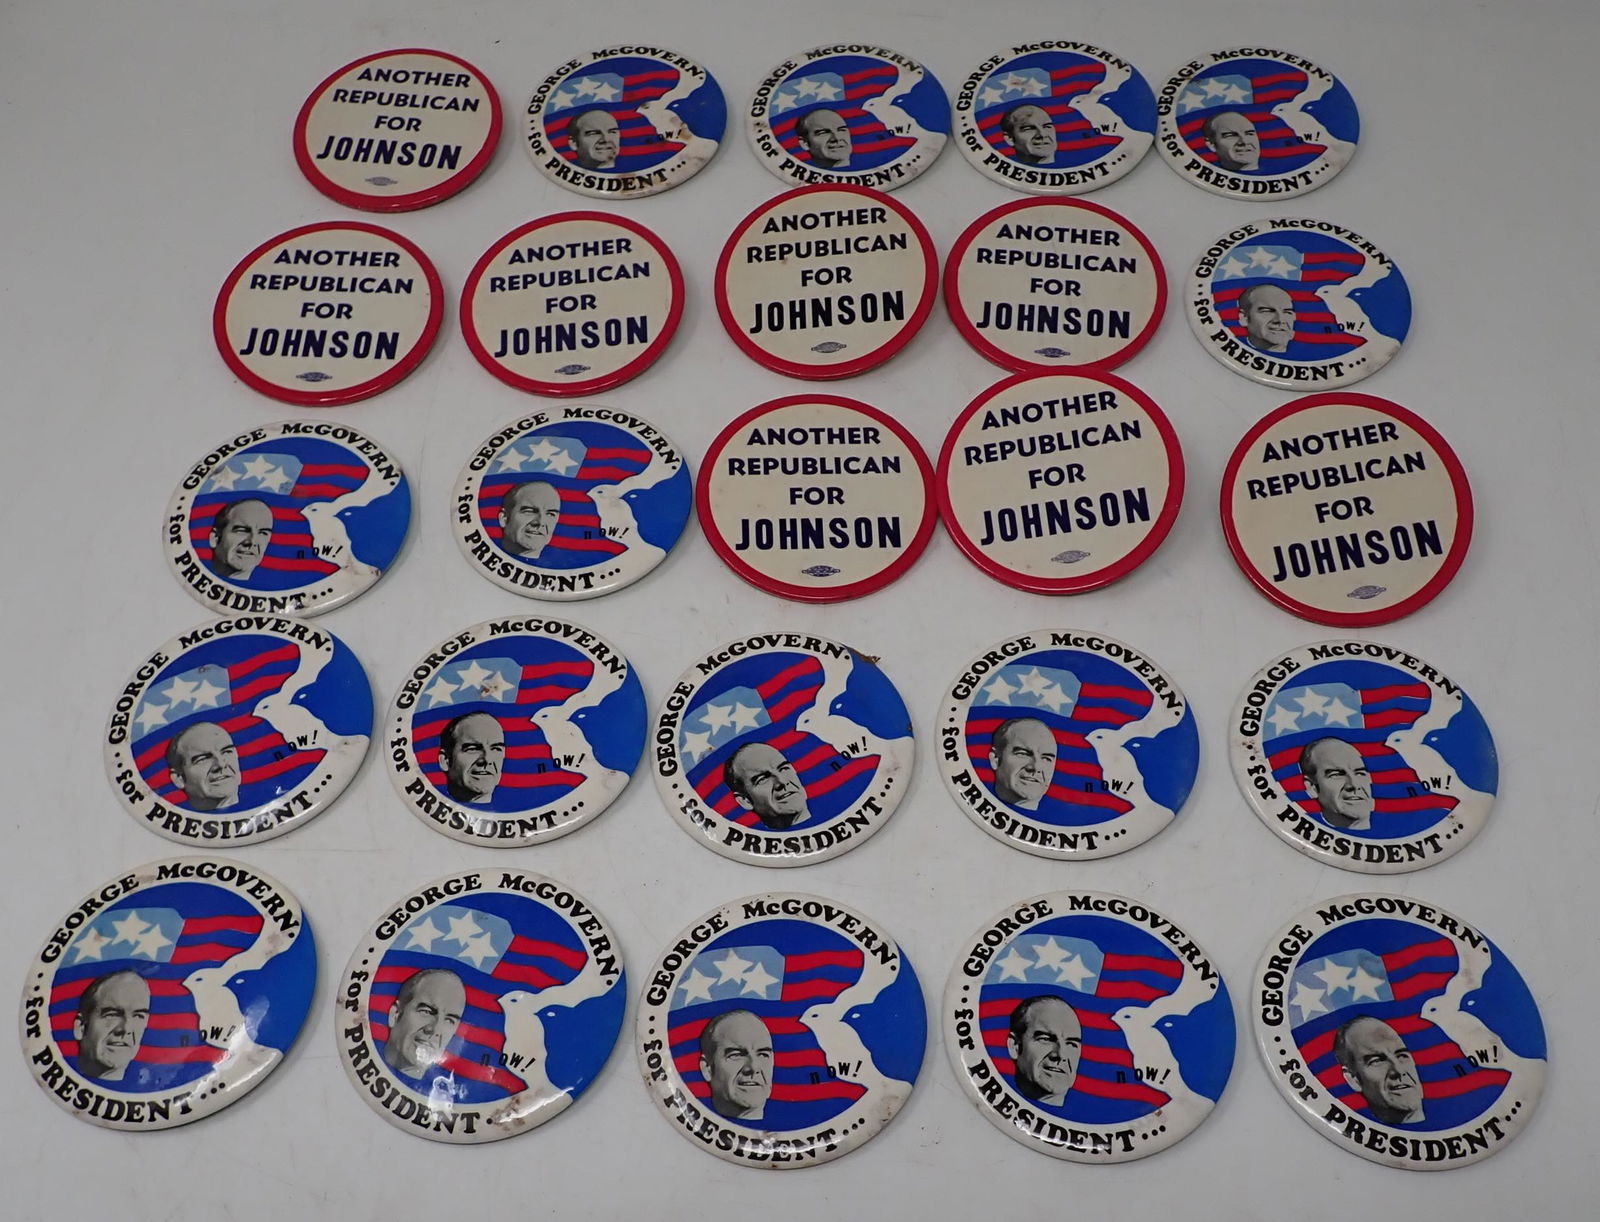 ANOTHER
REPUBLICAN
FOR
JOHNSON
GEORGE McGOVERN.
for PRESIDENT...
now!
GEORGE McGOVERN.
for PRESIDENT...
now!
GEORGE McGOVERN.
for PRESIDENT...
now!
GEORGE McGOVERN.
for PRESIDENT...
now!
ANOTHER
REPUBLICAN
FOR
JOHNSON
ANOTHER
REPUBLICAN
FOR
JOHNSON
ANOTHER
REPUBLICAN
FOR
JOHNSON
ANOTHER
REPUBLICAN
FOR
JOHNSON
GEORGE McGOVERN.
for PRESIDENT...
now!
GEORGE McGOVERN.
for PRESIDENT...
now!
GEORGE McGOVERN.
for PRESIDENT...
now!
ANOTHER
REPUBLICAN
FOR
JOHNSON
ANOTHER
REPUBLICAN
FOR
JOHNSON
ANOTHER
REPUBLICAN
FOR
JOHNSON
GEORGE McGOVERN.
for PRESIDENT...
now!
GEORGE McGOVERN.
for PRESIDENT...
now!
GEORGE McGOVERN.
for PRESIDENT...
now!
GEORGE McGOVERN.
for PRESIDENT...
now!
GEORGE McGOVERN.
for PRESIDENT...
now!
GEORGE McGOVERN.
for PRESIDENT...
now!
GEORGE McGOVERN.
for PRESIDENT...
now!
GEORGE McGOVERN.
for PRESIDENT...
now!
GEORGE McGOVERN.
for PRESIDENT...
now!
GEORGE McGOVERN.
for PRESIDENT...
now!